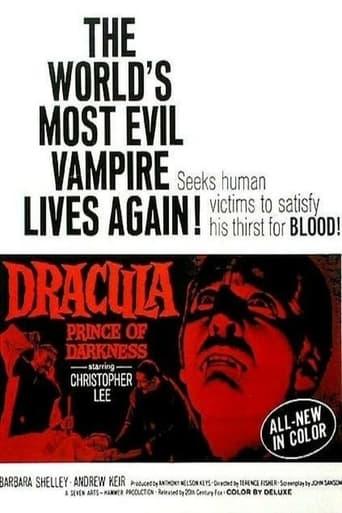 THE
WORLD'S
MOST EVIL
VAMPIRE
LIVES AGAIN!
Seeks human
victims to satisfy
his thirst for BLOOD!
DRACULA
PRINCE OF
DARKNESS
starring
CHRISTOPHER
LEE
ALL-NEW
IN COLOR
BARBARA SHELLEY · ANDREW KEIR Produced by ANTHONY NELSON KEYS · Directed by TERENCE FISHER · Screenplay by JOHN SANSOM
A SEVEN ARTS-HAMMER PRODUCTION · Released by 20th Century Fox · COLOR BY DELUXE